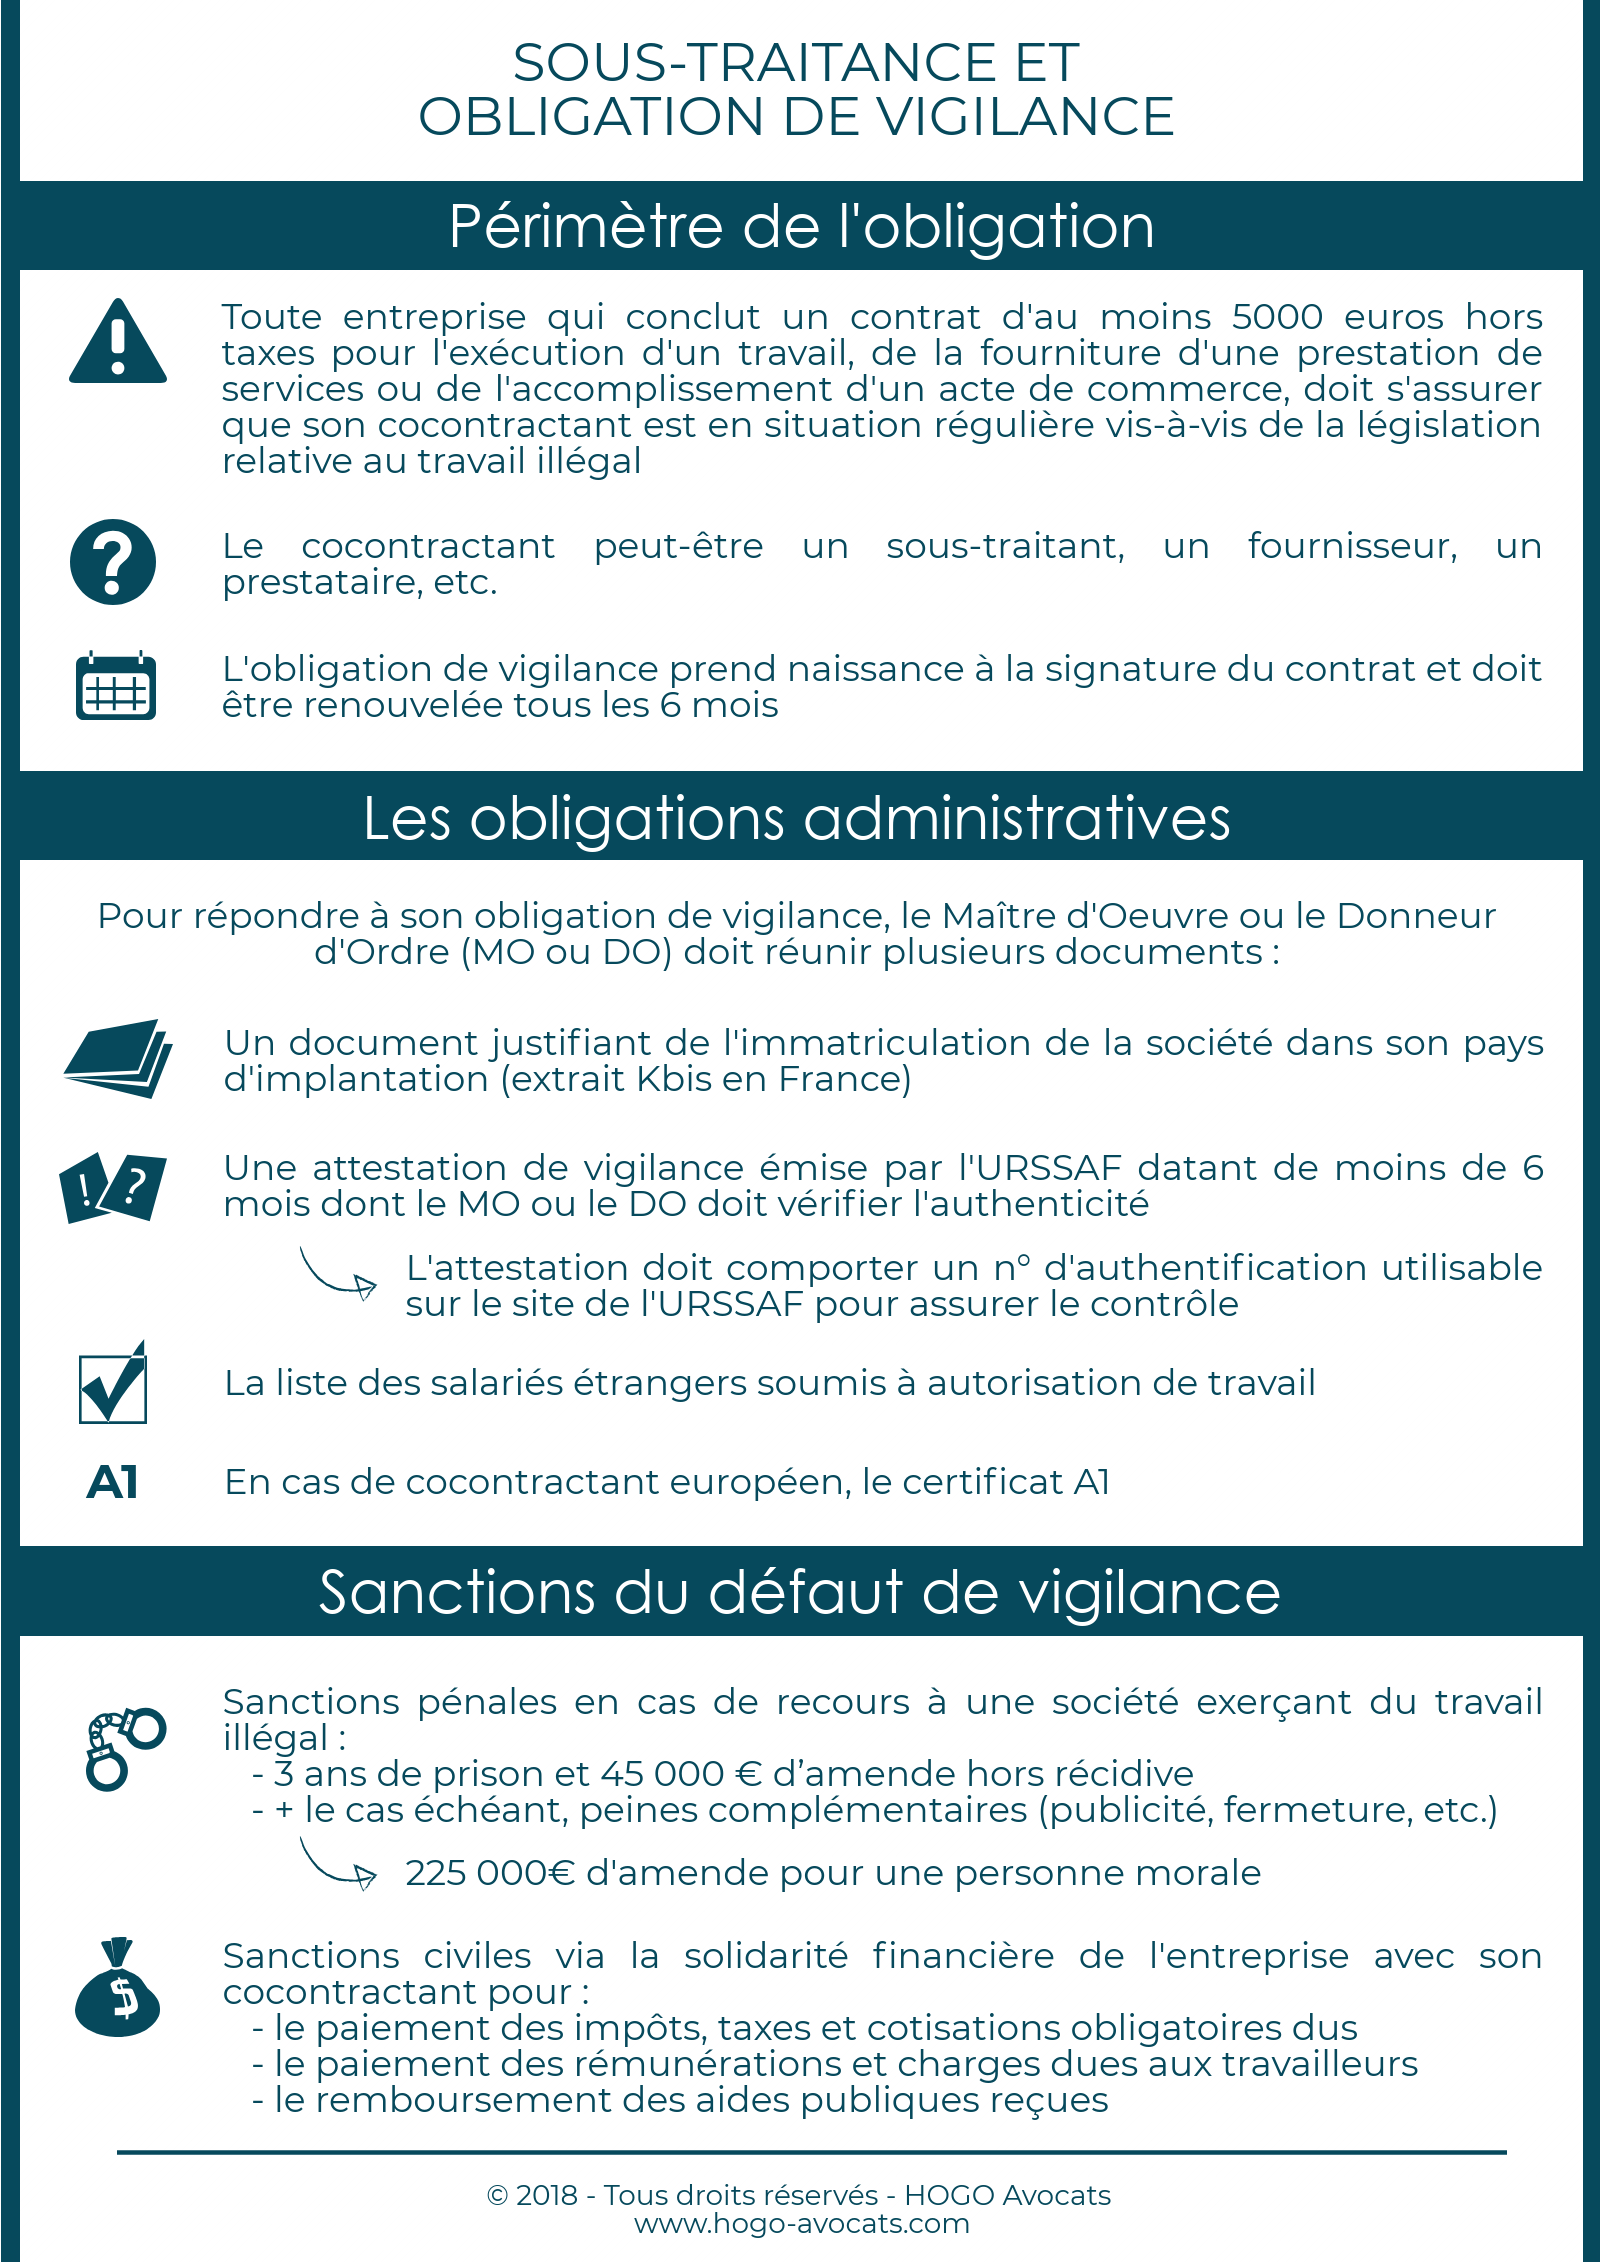 SOUS-TRAITANCE ET
OBLIGATION DE VIGILANCE
Périmètre de l'obligation
Toute entreprise qui conclut un contrat d'au moins 5000 euros hors
taxes pour l'exécution d'un travail, de la fourniture d'une prestation de
services ou de l'accomplissement d'un acte de commerce, doit s'assurer
que son cocontractant est en situation régulière vis-à-vis de la législation
relative au travail illégal
Le cocontractant peut-être un sous-traitant, un fournisseur, un
prestataire, etc.
L'obligation de vigilance prend naissance à la signature du contrat et doit
être renouvelée tous les 6 mois
Les obligations administratives
Pour répondre à son obligation de vigilance, le Maître d'Oeuvre ou le Donneur
d'Ordre (MO ou DO) doit réunir plusieurs documents :
Un document justifiant de l'immatriculation de la société dans son pays
d'implantation (extrait Kbis en France)
! ?
Une attestation de vigilance émise par l'URSSAF datant de moins de 6
mois dont le MO ou le DO doit vérifier l'authenticité
L'attestation doit comporter un n° d'authentification utilisable
sur le site de l'URSSAF pour assurer le contrôle
La liste des salariés étrangers soumis à autorisation de travail
A1
En cas de cocontractant européen, le certificat A1
Sanctions du défaut de vigilance
Sanctions pénales en cas de recours à une société exerçant du travail
illégal :
- 3 ans de prison et 45 000 € d’amende hors récidive
- + le cas échéant, peines complémentaires (publicité, fermeture, etc.)
225 000€ d'amende pour une personne morale
$
Sanctions civiles via la solidarité financière de l'entreprise avec son
cocontractant pour :
- le paiement des impôts, taxes et cotisations obligatoires dus
- le paiement des rémunérations et charges dues aux travailleurs
- le remboursement des aides publiques reçues
© 2018 - Tous droits réservés - HOGO Avocats
www.hogo-avocats.com